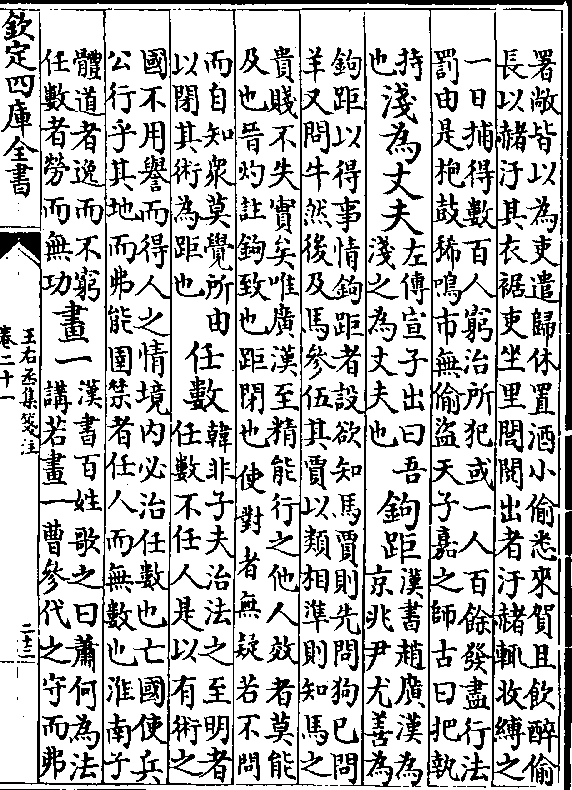 署敞皆以為吏遣歸休置酒小偷悉來賀且飲醉偷
長以赭汙其衣裾吏坐里閭閱出者汙赭輒收縛之
一日捕得數百人窮治所犯或一人百餘發盡行法
罰由是枹鼓稀鳴市無偷盜天子嘉之師古曰把執
持
也
淺為丈夫
左傳宣子出曰吾
淺之為丈夫也
鉤距
漢書趙廣漢為
京兆尹尤善為
鉤距以得事情鉤距者設欲知馬賈則先問狗已問
羊又問牛然後及馬參伍其賈以類相準則知馬之
貴賤不失實矣唯廣漢至精能行之他人效者莫能
及也晉灼註鉤致也距閉也使對者無疑若不問
而自知衆莫覺所由
以閉其術為距也
任數
韓非子夫治法之至明者
任數不任人是以有術之
國不用譽而得人之情境內必治任數也亡國使兵
公行乎其地而弗能圉禁者任人而無數也淮南子
體道者逸而不窮
任數者勞而無功
畫一
漢書百姓歌之曰蕭何為法
講若畫一曹參代之守而弗
欽定四庫全書
王右丞集箋注
卷二十一
二十二